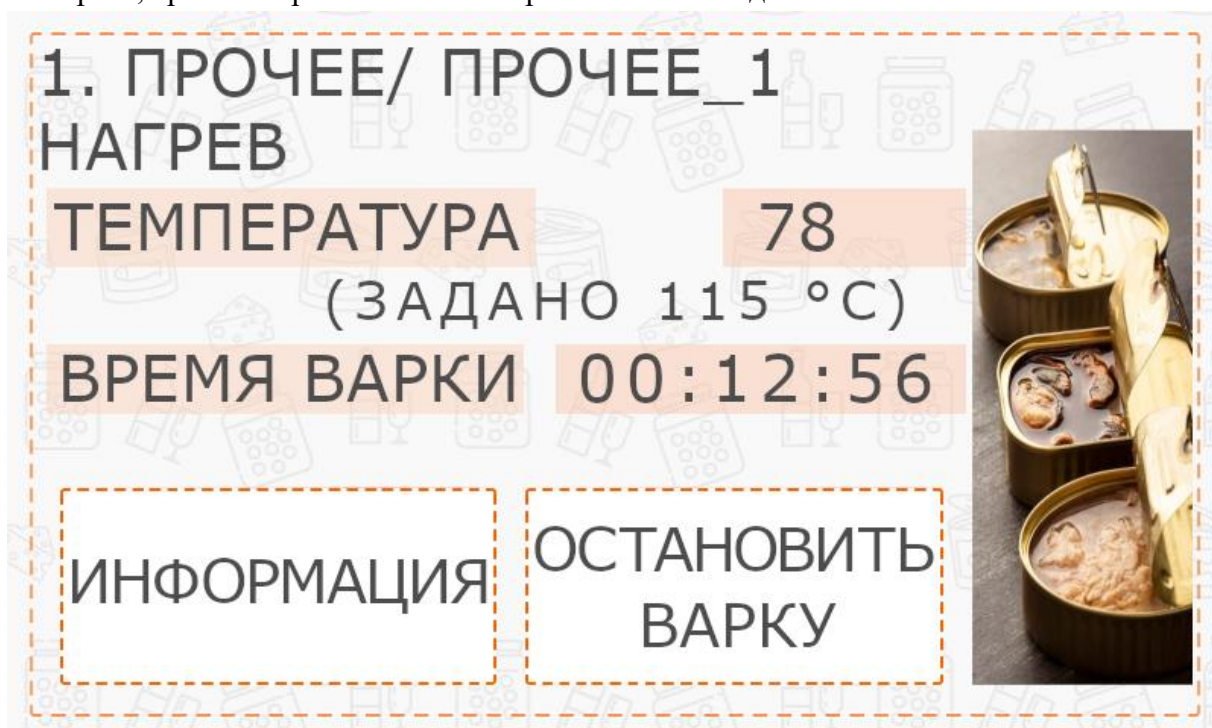 1. ПРОЧЕЕ/ ПРОЧЕЕ_1
НАГРЕВ
ТЕМПЕРАТУРА 78
(ЗАДАНО 115 °С)
ВРЕМЯ ВАРКИ 00:12:56
ИНФОРМАЦИЯ
ОСТАНОВИТЬ
ВАРКУ